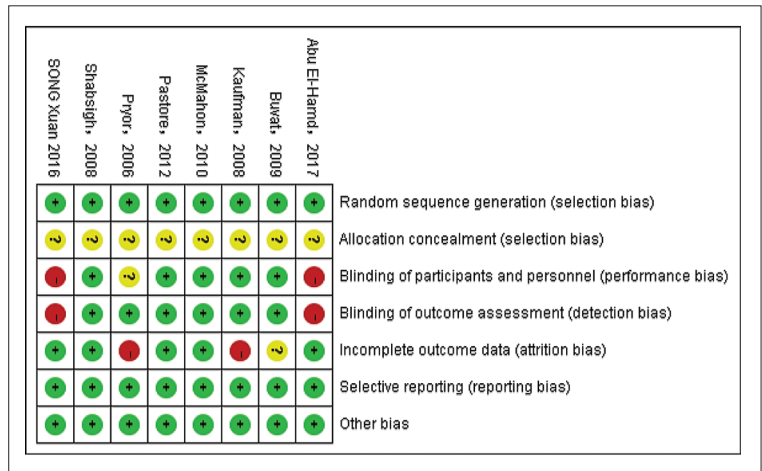 SONG Xuan 2016
Shabsigh, 2008
Pryor, 2006
Pastore, 2012
McMahon, 2010
Kaufman, 2008
Buvat, 2009
Abu El-Hamd, 2017
+ + + + + + + + Random sequence generation (selection bias)
? ? ? ? ? ? ? ? Allocation concealment (selection bias)
- + ? + + + + - Blinding of participants and personnel (performance bias)
- + + + + + + - Blinding of outcome assessment (detection bias)
+ + - + + - ? + Incomplete outcome data (attrition bias)
+ + + + + + + + Selective reporting (reporting bias)
+ + + + + + + + Other bias